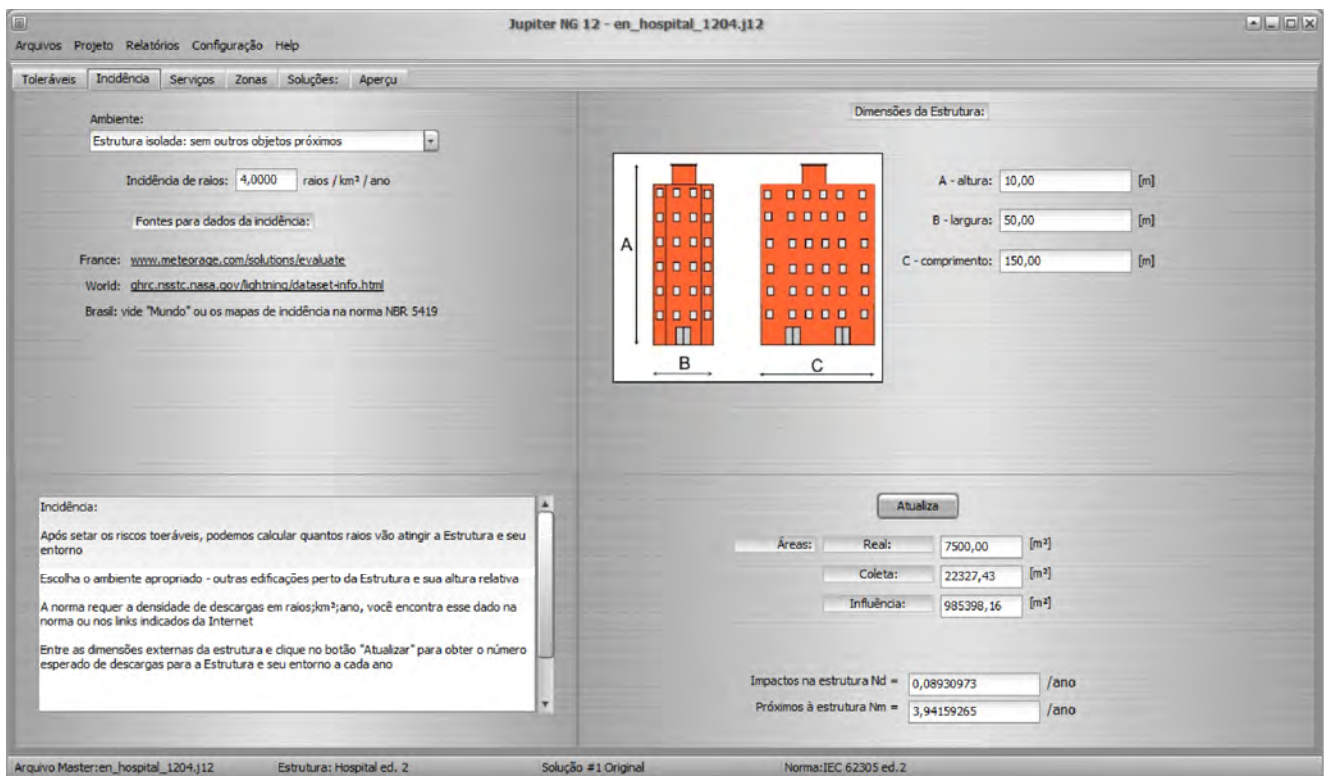 Jupiter NG 12 - en_hospital_1204.j12
Arquivos Projeto Relatórios Configuração Help
Toleráveis Incidência Serviços Zonas Soluções: Aperçu
Ambiente:
Estrutura isolada: sem outros objetos próximos
Incidência de raios: 4,0000 raios / km² / ano
Fontes para dados da incidência:
France: www.meteorage.com/solutions/evaluate
World: ghrc.nsstc.nasa.gov/lightning/dataset-info.html
Brasil: vide "Mundo" ou os mapas de incidência na norma NBR 5419
Dimensões da Estrutura:
A
B
C
A - altura: 10,00 [m]
B - largura: 50,00 [m]
C - comprimento: 150,00 [m]
Incidência:
Após setar os riscos toeráveis, podemos calcular quantos raios vão atingir a Estrutura e seu
entorno
Escolha o ambiente apropriado - outras edificações perto da Estrutura e sua altura relativa
A norma requer a densidade de descargas em raios;km²;ano, você encontra esse dado na
norma ou nos links indicados da Internet
Entre as dimensões externas da estrutura e clique no botão "Atualizar" para obter o número
esperado de descargas para a Estrutura e seu entorno a cada ano
Atualiza
Áreas: Real: 7500,00 [m²]
Coleta: 22327,43 [m²]
Influência: 985398,16 [m²]
Impactos na estrutura Nd = 0,08930973 /ano
Próximos à estrutura Nm = 3,94159265 /ano
Arquivo Master:en_hospital_1204.j12 Estrutura: Hospital ed. 2 Solução #1 Original Norma:IEC 62305 ed.2